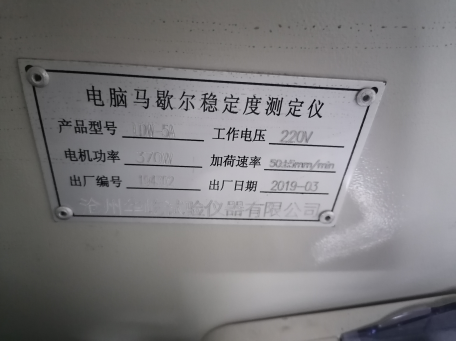 电脑马歇尔稳定度测定仪
产品型号 工作电压 220V
电机功率 加荷速率 50±5mm/min
出厂编号 出厂日期 2019-03
沧州 试验仪器有限公司